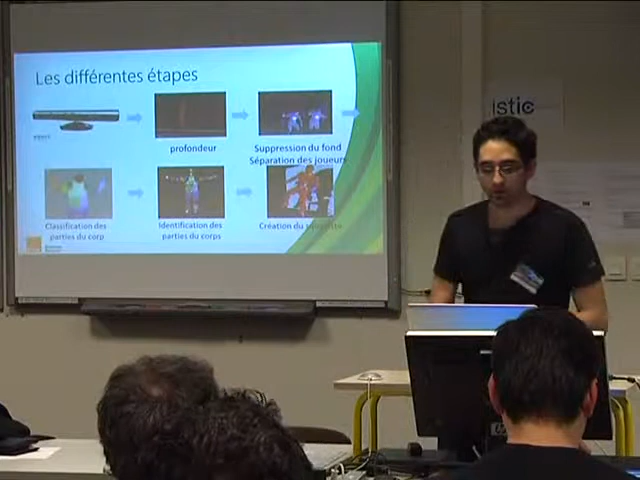 Les différentes étapes
profondeur
Suppression du fond
Séparation des joueurs
Classification des
parties du corp
Identification des
parties du corps
Création du
istic
hp